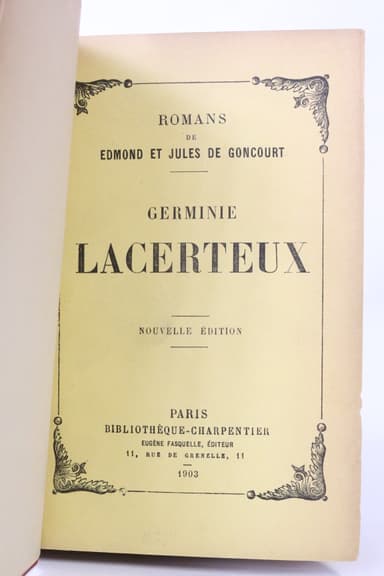 ROMANS
DE
EDMOND ET JULES DE GONCOURT
GERMINIE
LACERTEUX
NOUVELLE ÉDITION
PARIS
BIBLIOTHÈQUE-CHARPENTIER
EUGÈNE FASQUELLE, ÉDITEUR
11, RUE DE GRENELLE, 11
1903